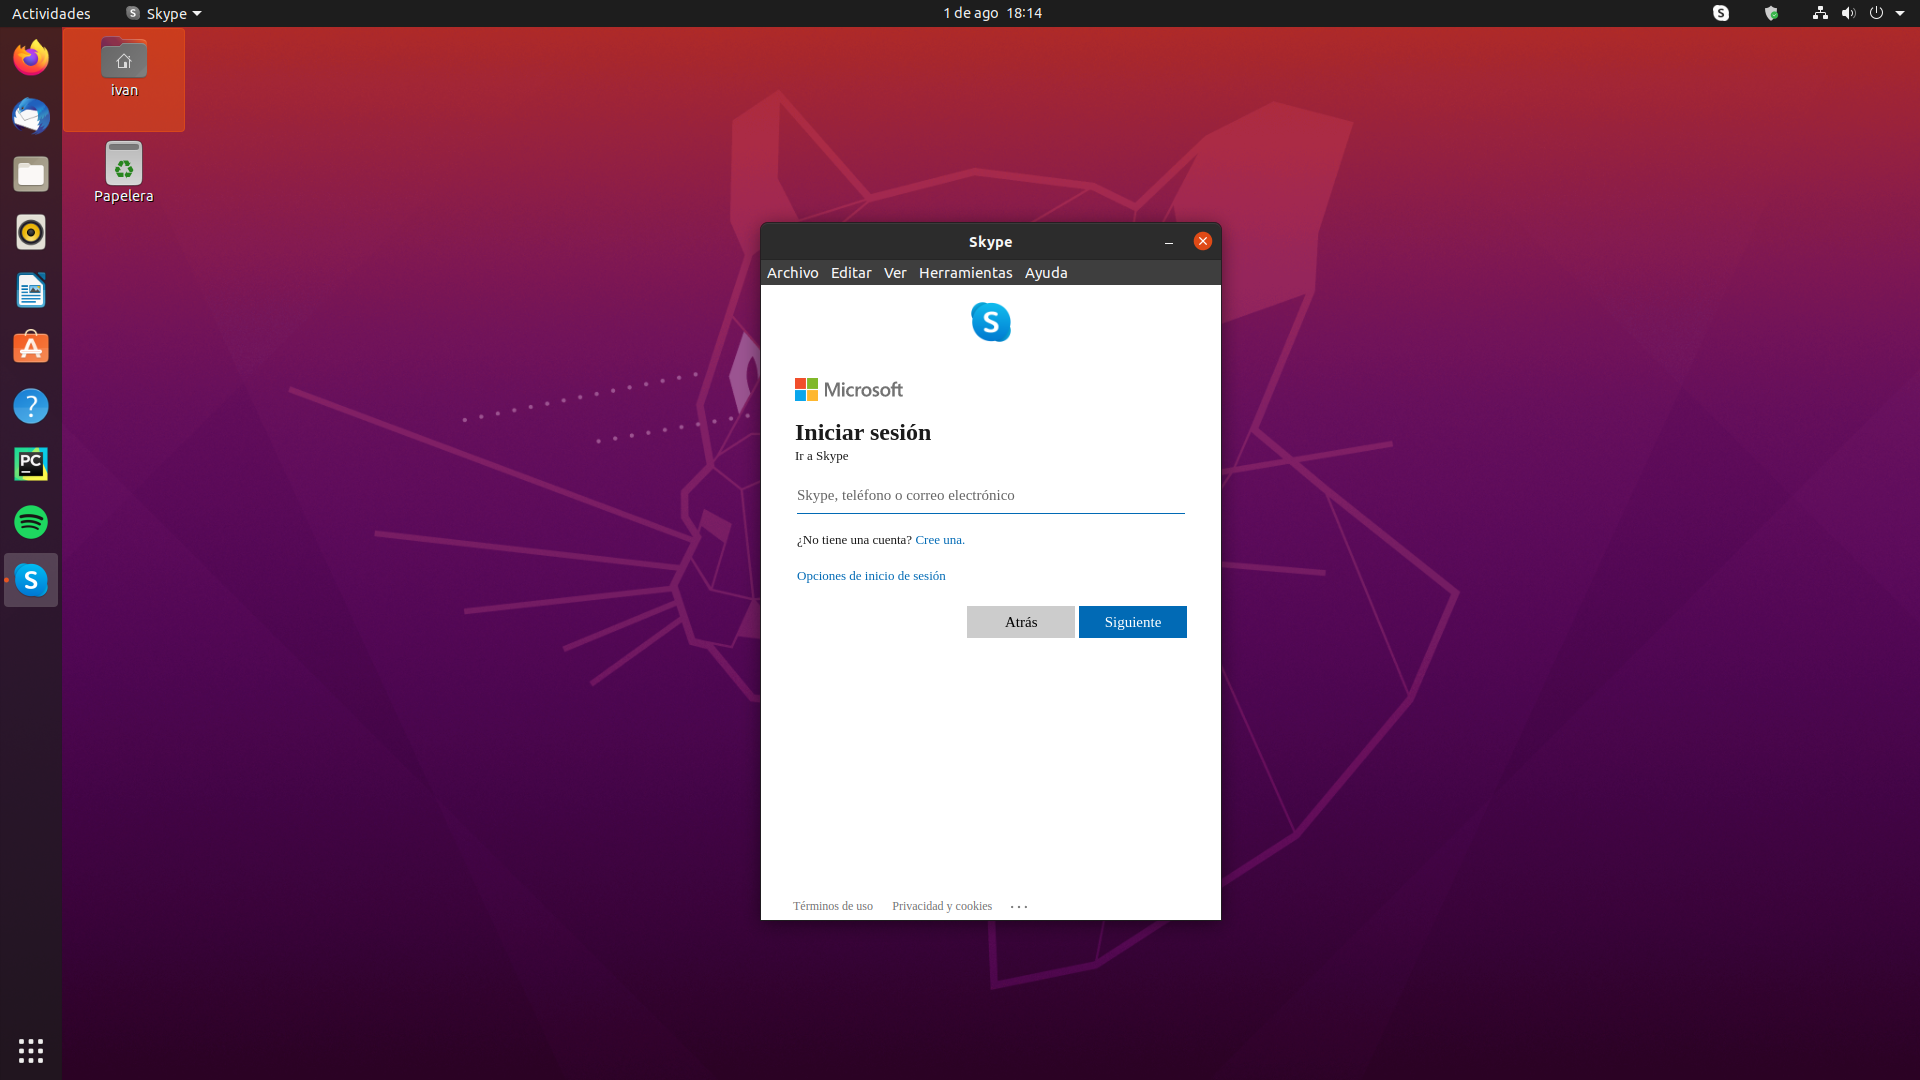 Actividades
Skype
1 de ago 18:14
ivan
Papelera
Skype
Archivo Editar Ver Herramientas Ayuda
S
Microsoft
Iniciar sesión
Ir a Skype
Skype, teléfono o correo electrónico
¿No tiene una cuenta? Cree una.
Opciones de inicio de sesión
Atrás
Siguiente
Términos de uso
Privacidad y cookies
...
PC